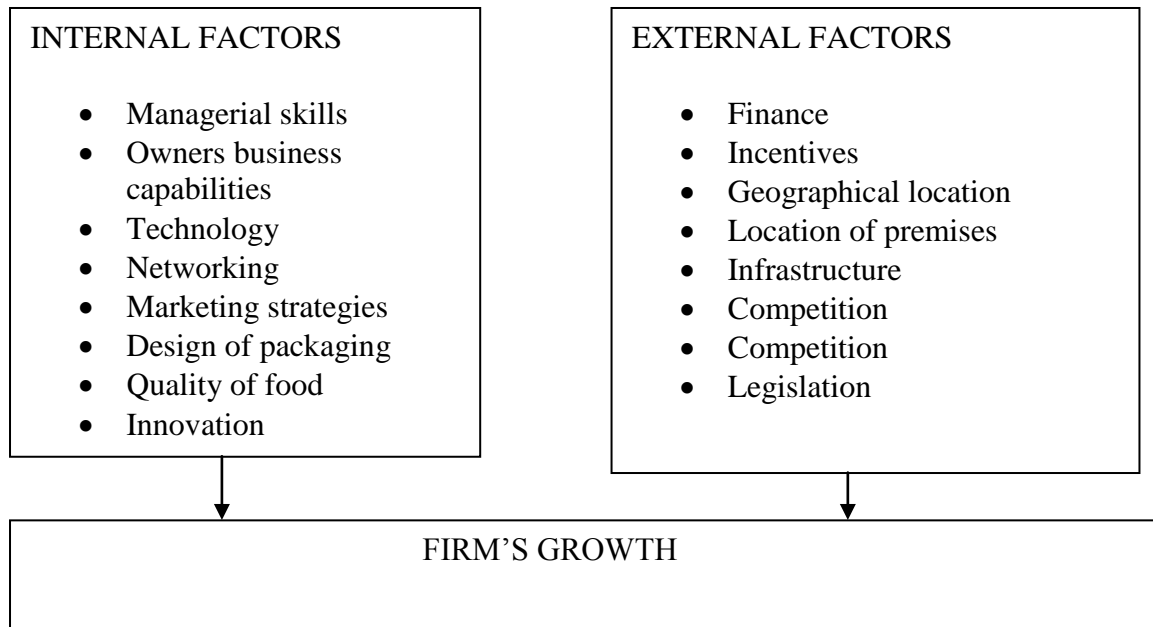 INTERNAL FACTORS
• Managerial skills
• Owners business
capabilities
• Technology
• Networking
• Marketing strategies
• Design of packaging
• Quality of food
• Innovation
EXTERNAL FACTORS
• Finance
• Incentives
• Geographical location
• Location of premises
• Infrastructure
• Competition
• Competition
• Legislation
FIRM’S GROWTH